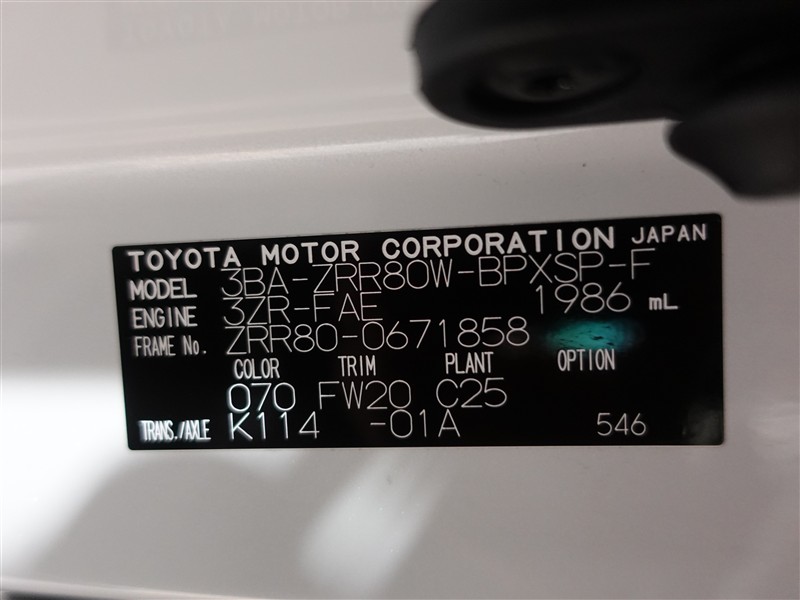 TOYOTA MOTOR CORPORATION JAPAN
MODEL 3BA-ZRR80W-BPXSP-F
ENGINE 3ZR-FAE 1986 mL
FRAME No. ZRR80-0671858
COLOR TRIM PLANT OPTION
070 FW20 C25
TRANS./AXLE K114 -01A 546